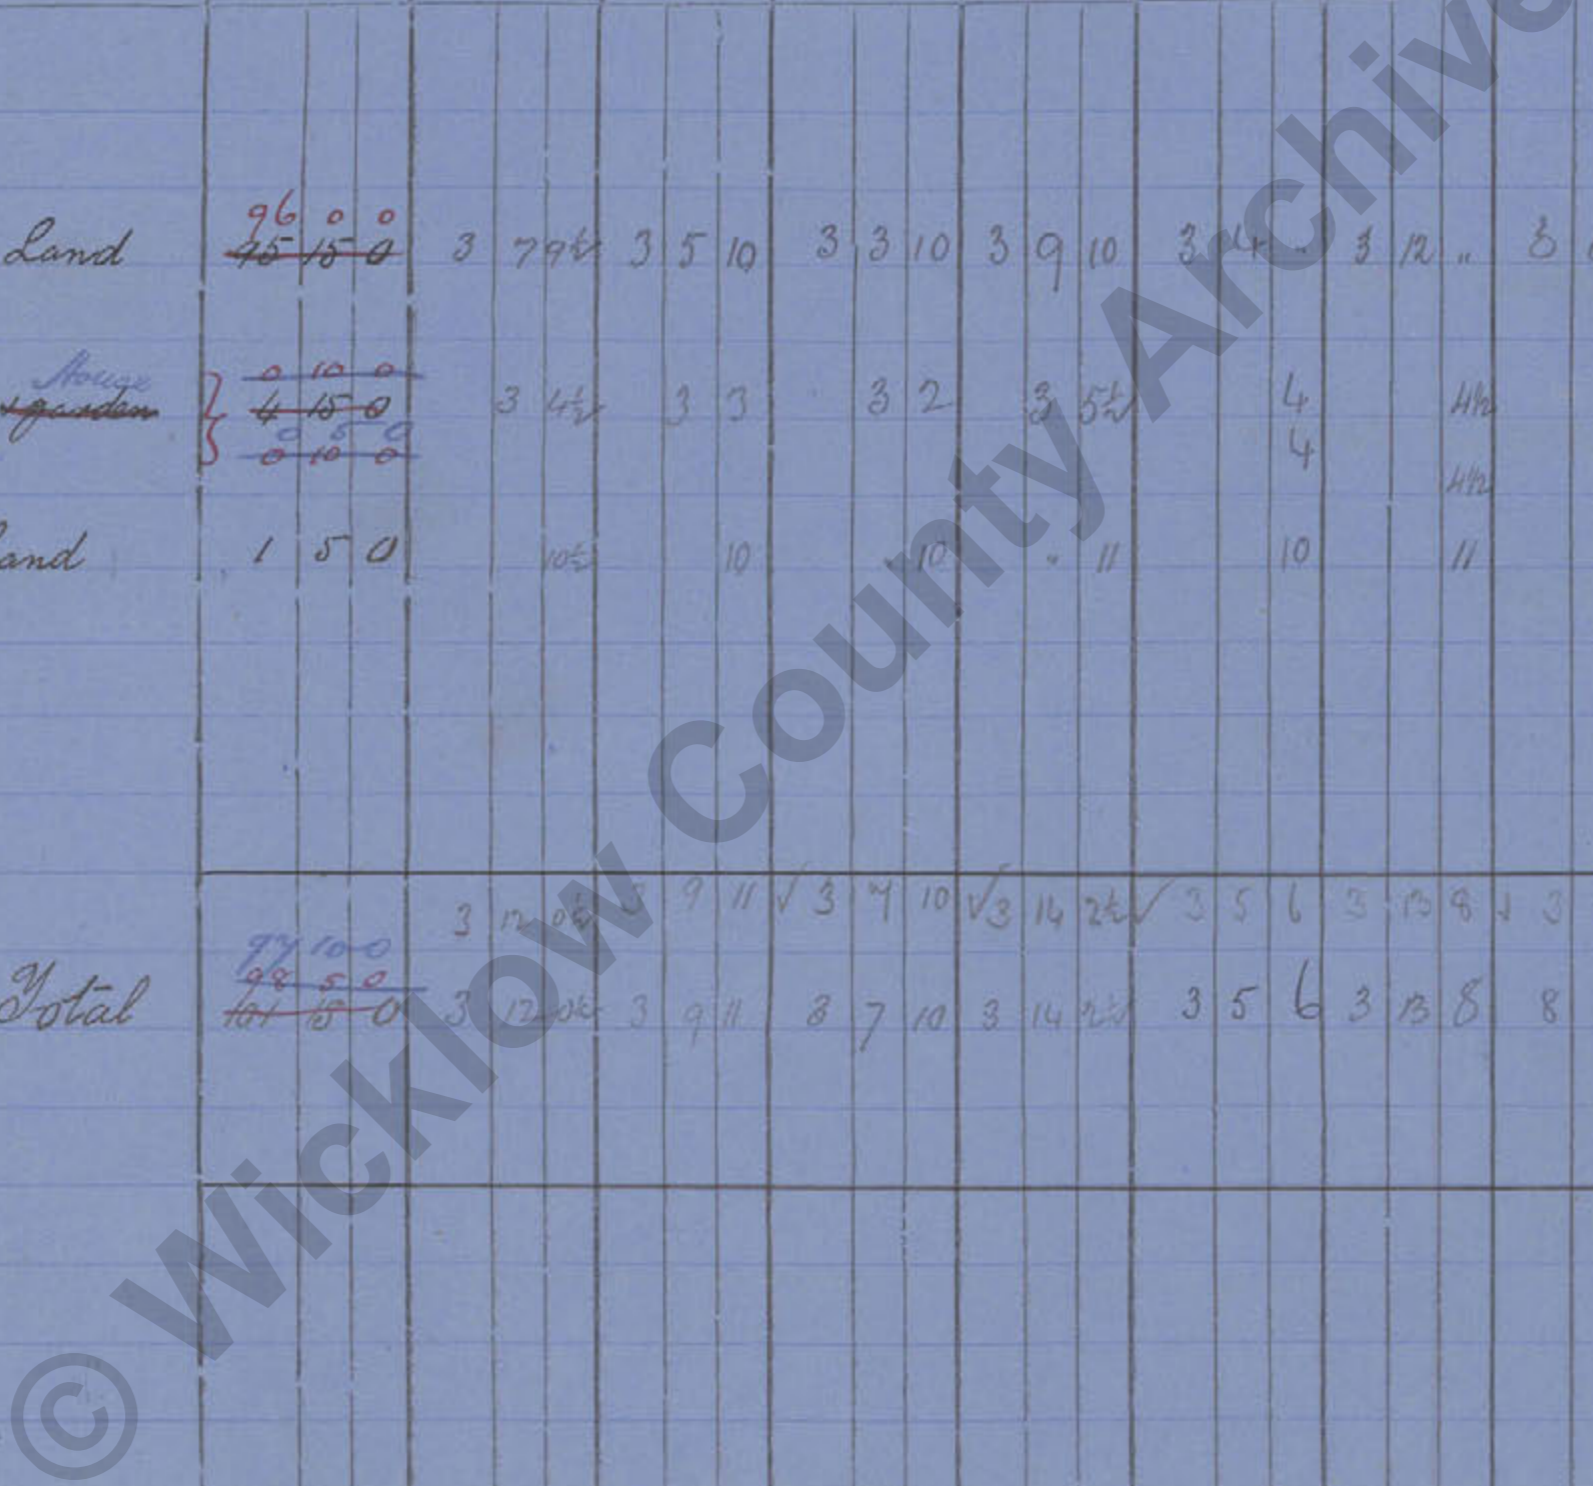 96 0 0
Land 95 15 0 3 7 9½ 3 5 10 3 3 10 3 9 10 3 4 " 3 12 " 3
House
0 10 0
& garden 4 15 0 3 4½ 3 3 3 2 3 5½ 4 4½
0 5 0 4
0 10 0 4½
and 1 5 0 10½ 10 10 " 11 10 11
3 12 0½ 3 9 11 √ 3 7 10 √ 3 14 2½ √ 3 5 6 3 13 8 √ 3
97 10 0
98 5 0
Total 101 15 0 3 12 0½ 3 9 11 3 7 10 3 14 2½ 3 5 6 3 13 8 8
© Wicklow County Archive